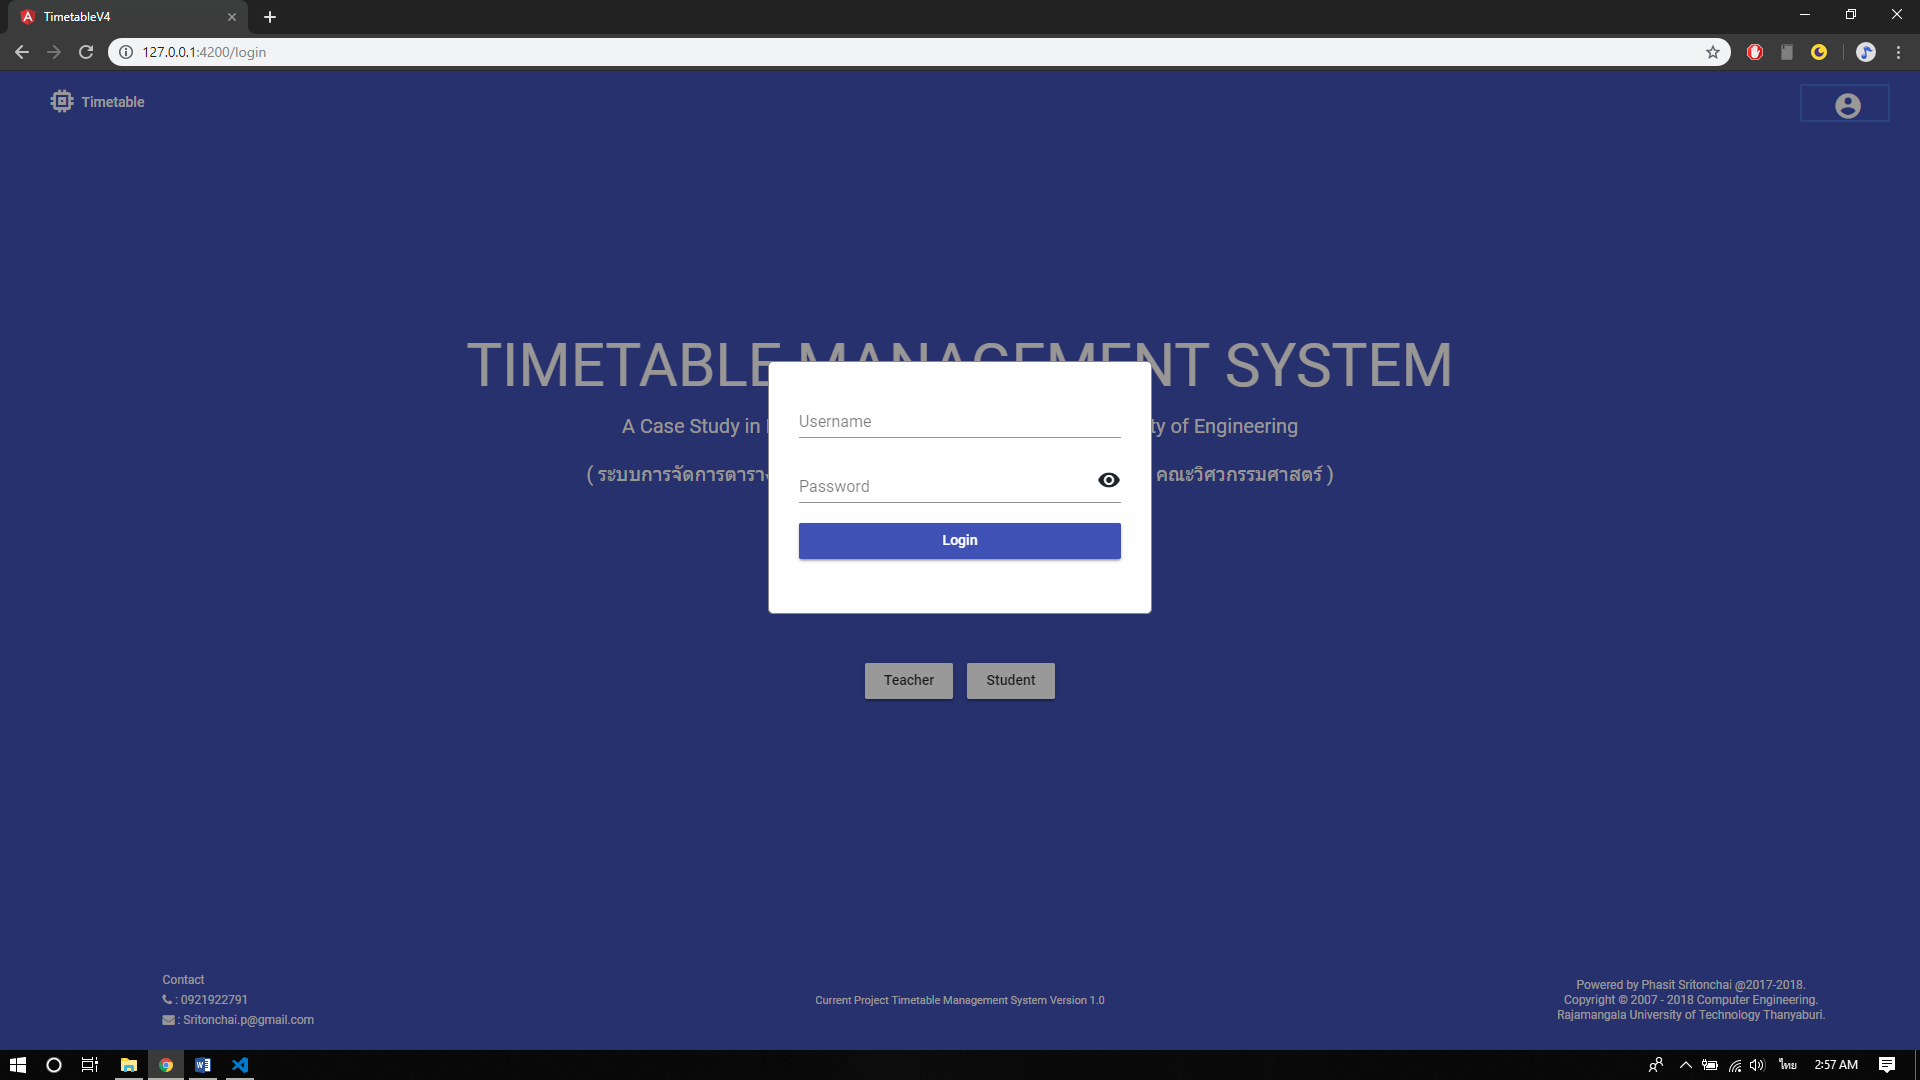 TimetableV4
127.0.0.1:4200/login
Timetable
TIMETABLE MANAGEMENT SYSTEM
A Case Study in
ty of Engineering
( ระบบการจัดการตาราง
คณะวิศวกรรมศาสตร์ )
Username
Password
Login
Teacher
Student
Contact
: 0921922791
: Sritonchai.p@gmail.com
Current Project Timetable Management System Version 1.0
Powered by Phasit Sritonchai @2017-2018.
Copyright © 2007 - 2018 Computer Engineering.
Rajamangala University of Technology Thanyaburi.
ไทย
2:57 AM